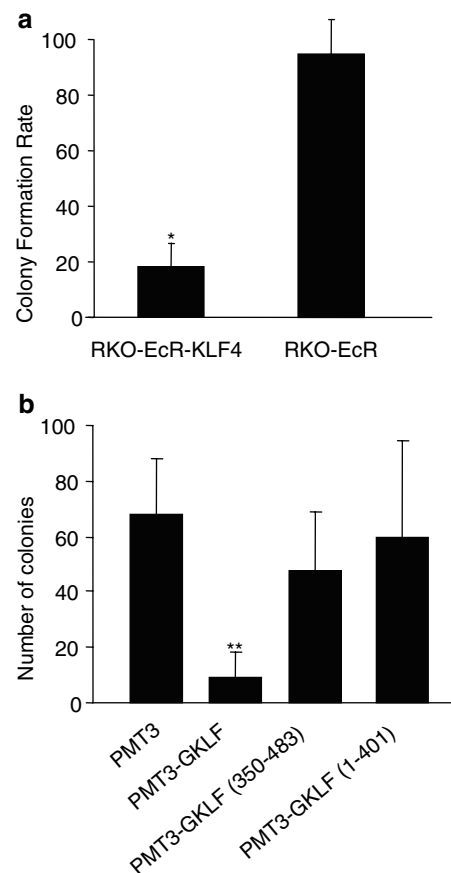 a
Colony Formation Rate
100
80
60
40
20
0
*
RKO-EcR-KLF4
RKO-EcR
b
Number of colonies
100
80
60
40
20
0
**
PMT3
PMT3-GKLF
PMT3-GKLF (350-483)
PMT3-GKLF (1-401)